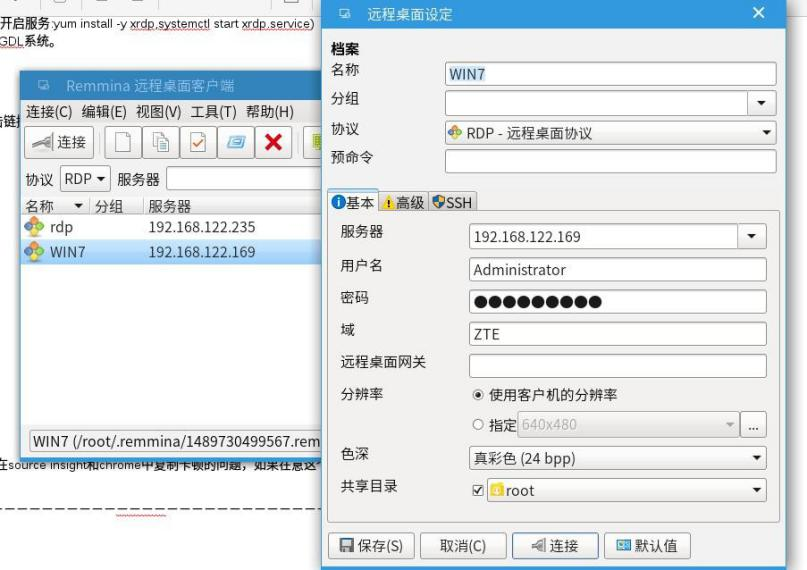 开启服务:yum install -y xrdp,systemctl start xrdp.service)
GDL系统。
Remmina 远程桌面客户端
连接(C) 编辑(E) 视图(V) 工具(T) 帮助(H)
连接
协议 RDP 服务器
名称 分组 服务器
rdp 192.168.122.235
WIN7 192.168.122.169
WIN7 (/root/.remmina/1489730499567.rem
在source insight和chrome中复制卡顿的问题，如果在意这个
远程桌面设定
档案
名称 WIN7
分组
协议 RDP - 远程桌面协议
预命令
基本 高级 SSH
服务器 192.168.122.169
用户名 Administrator
密码 ●●●●●●●●●
域 ZTE
远程桌面网关
分辨率 使用客户机的分辨率
指定 640x480 ...
色深 真彩色 (24 bpp)
共享目录 root
保存(S) 取消(C) 连接 默认值